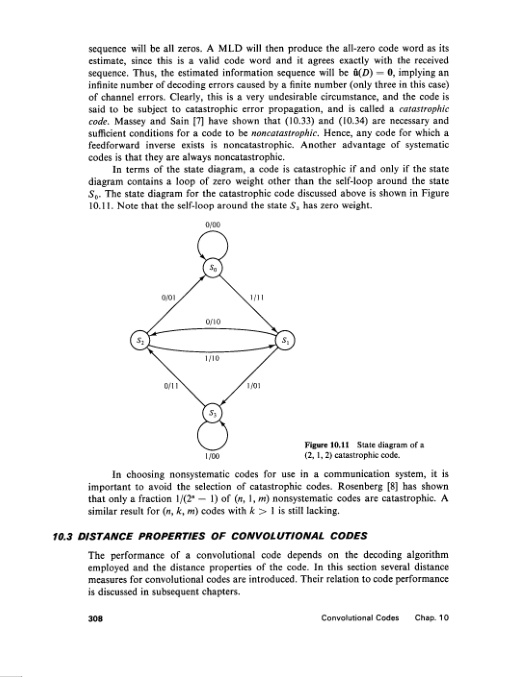 sequence will be all zeros. A MLD will then produce the all-zero code word as its
estimate, since this is a valid code word and it agrees exactly with the received
sequence. Thus, the estimated information sequence will be û(D) = 0, implying an
infinite number of decoding errors caused by a finite number (only three in this case)
of channel errors. Clearly, this is a very undesirable circumstance, and the code is
said to be subject to catastrophic error propagation, and is called a catastrophic
code. Massey and Sain [7] have shown that (10.33) and (10.34) are necessary and
sufficient conditions for a code to be noncatastrophic. Hence, any code for which a
feedforward inverse exists is noncatastrophic. Another advantage of systematic
codes is that they are always noncatastrophic.
In terms of the state diagram, a code is catastrophic if and only if the state
diagram contains a loop of zero weight other than the self-loop around the state
S₀. The state diagram for the catastrophic code discussed above is shown in Figure
10.11. Note that the self-loop around the state S₃ has zero weight.
0/00
S₀
0/01
1/11
0/10
S₂
S₁
1/10
0/11
1/01
S₃
1/00
Figure 10.11 State diagram of a
(2, 1, 2) catastrophic code.
In choosing nonsystematic codes for use in a communication system, it is
important to avoid the selection of catastrophic codes. Rosenberg [8] has shown
that only a fraction 1/(2ⁿ − 1) of (n, 1, m) nonsystematic codes are catastrophic. A
similar result for (n, k, m) codes with k > 1 is still lacking.
10.3 DISTANCE PROPERTIES OF CONVOLUTIONAL CODES
The performance of a convolutional code depends on the decoding algorithm
employed and the distance properties of the code. In this section several distance
measures for convolutional codes are introduced. Their relation to code performance
is discussed in subsequent chapters.
308
Convolutional Codes Chap. 10